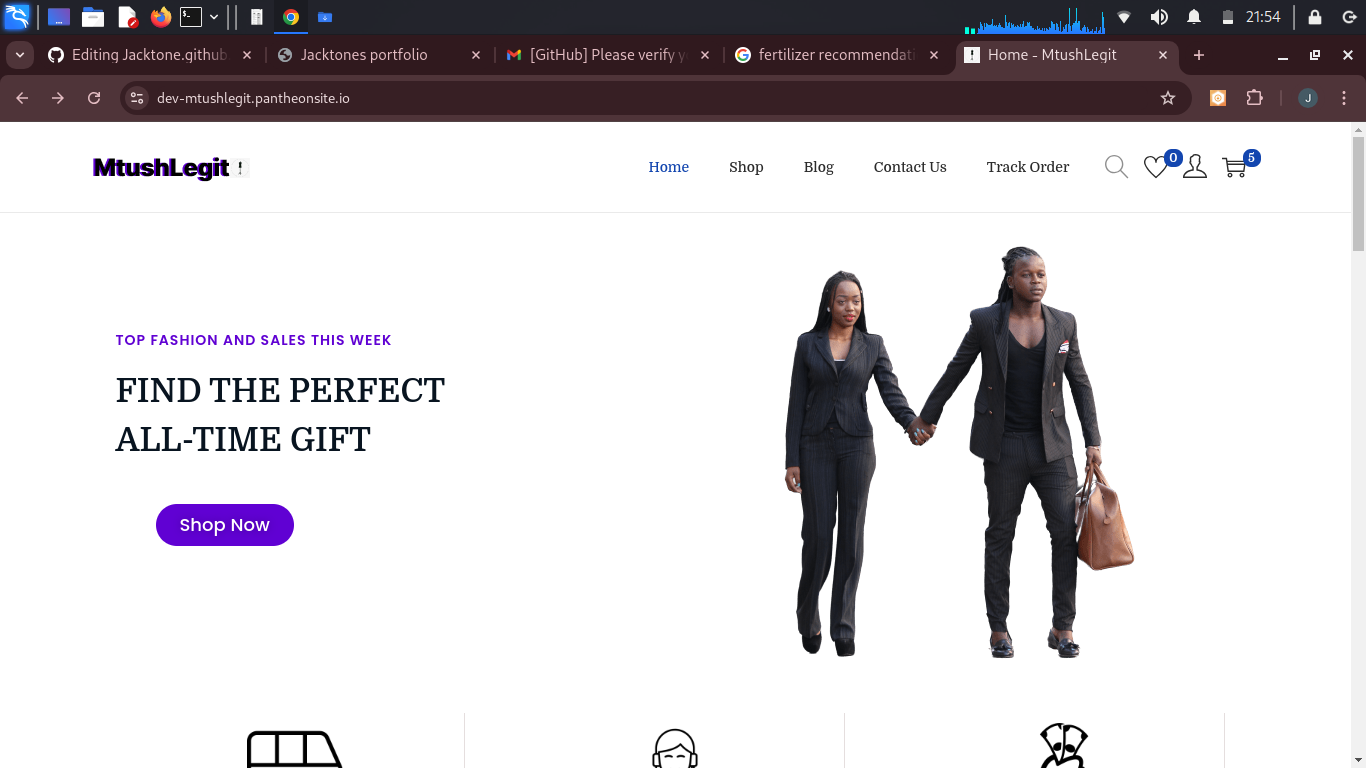 21:54
Editing Jacktone.github.
Jacktones portfolio
[GitHub] Please verify y
fertilizer recommendati
Home - MtushLegit
dev-mtushlegit.pantheonsite.io
J
MtushLegit
Home
Shop
Blog
Contact Us
Track Order
0
5
TOP FASHION AND SALES THIS WEEK
FIND THE PERFECT
ALL-TIME GIFT
Shop Now